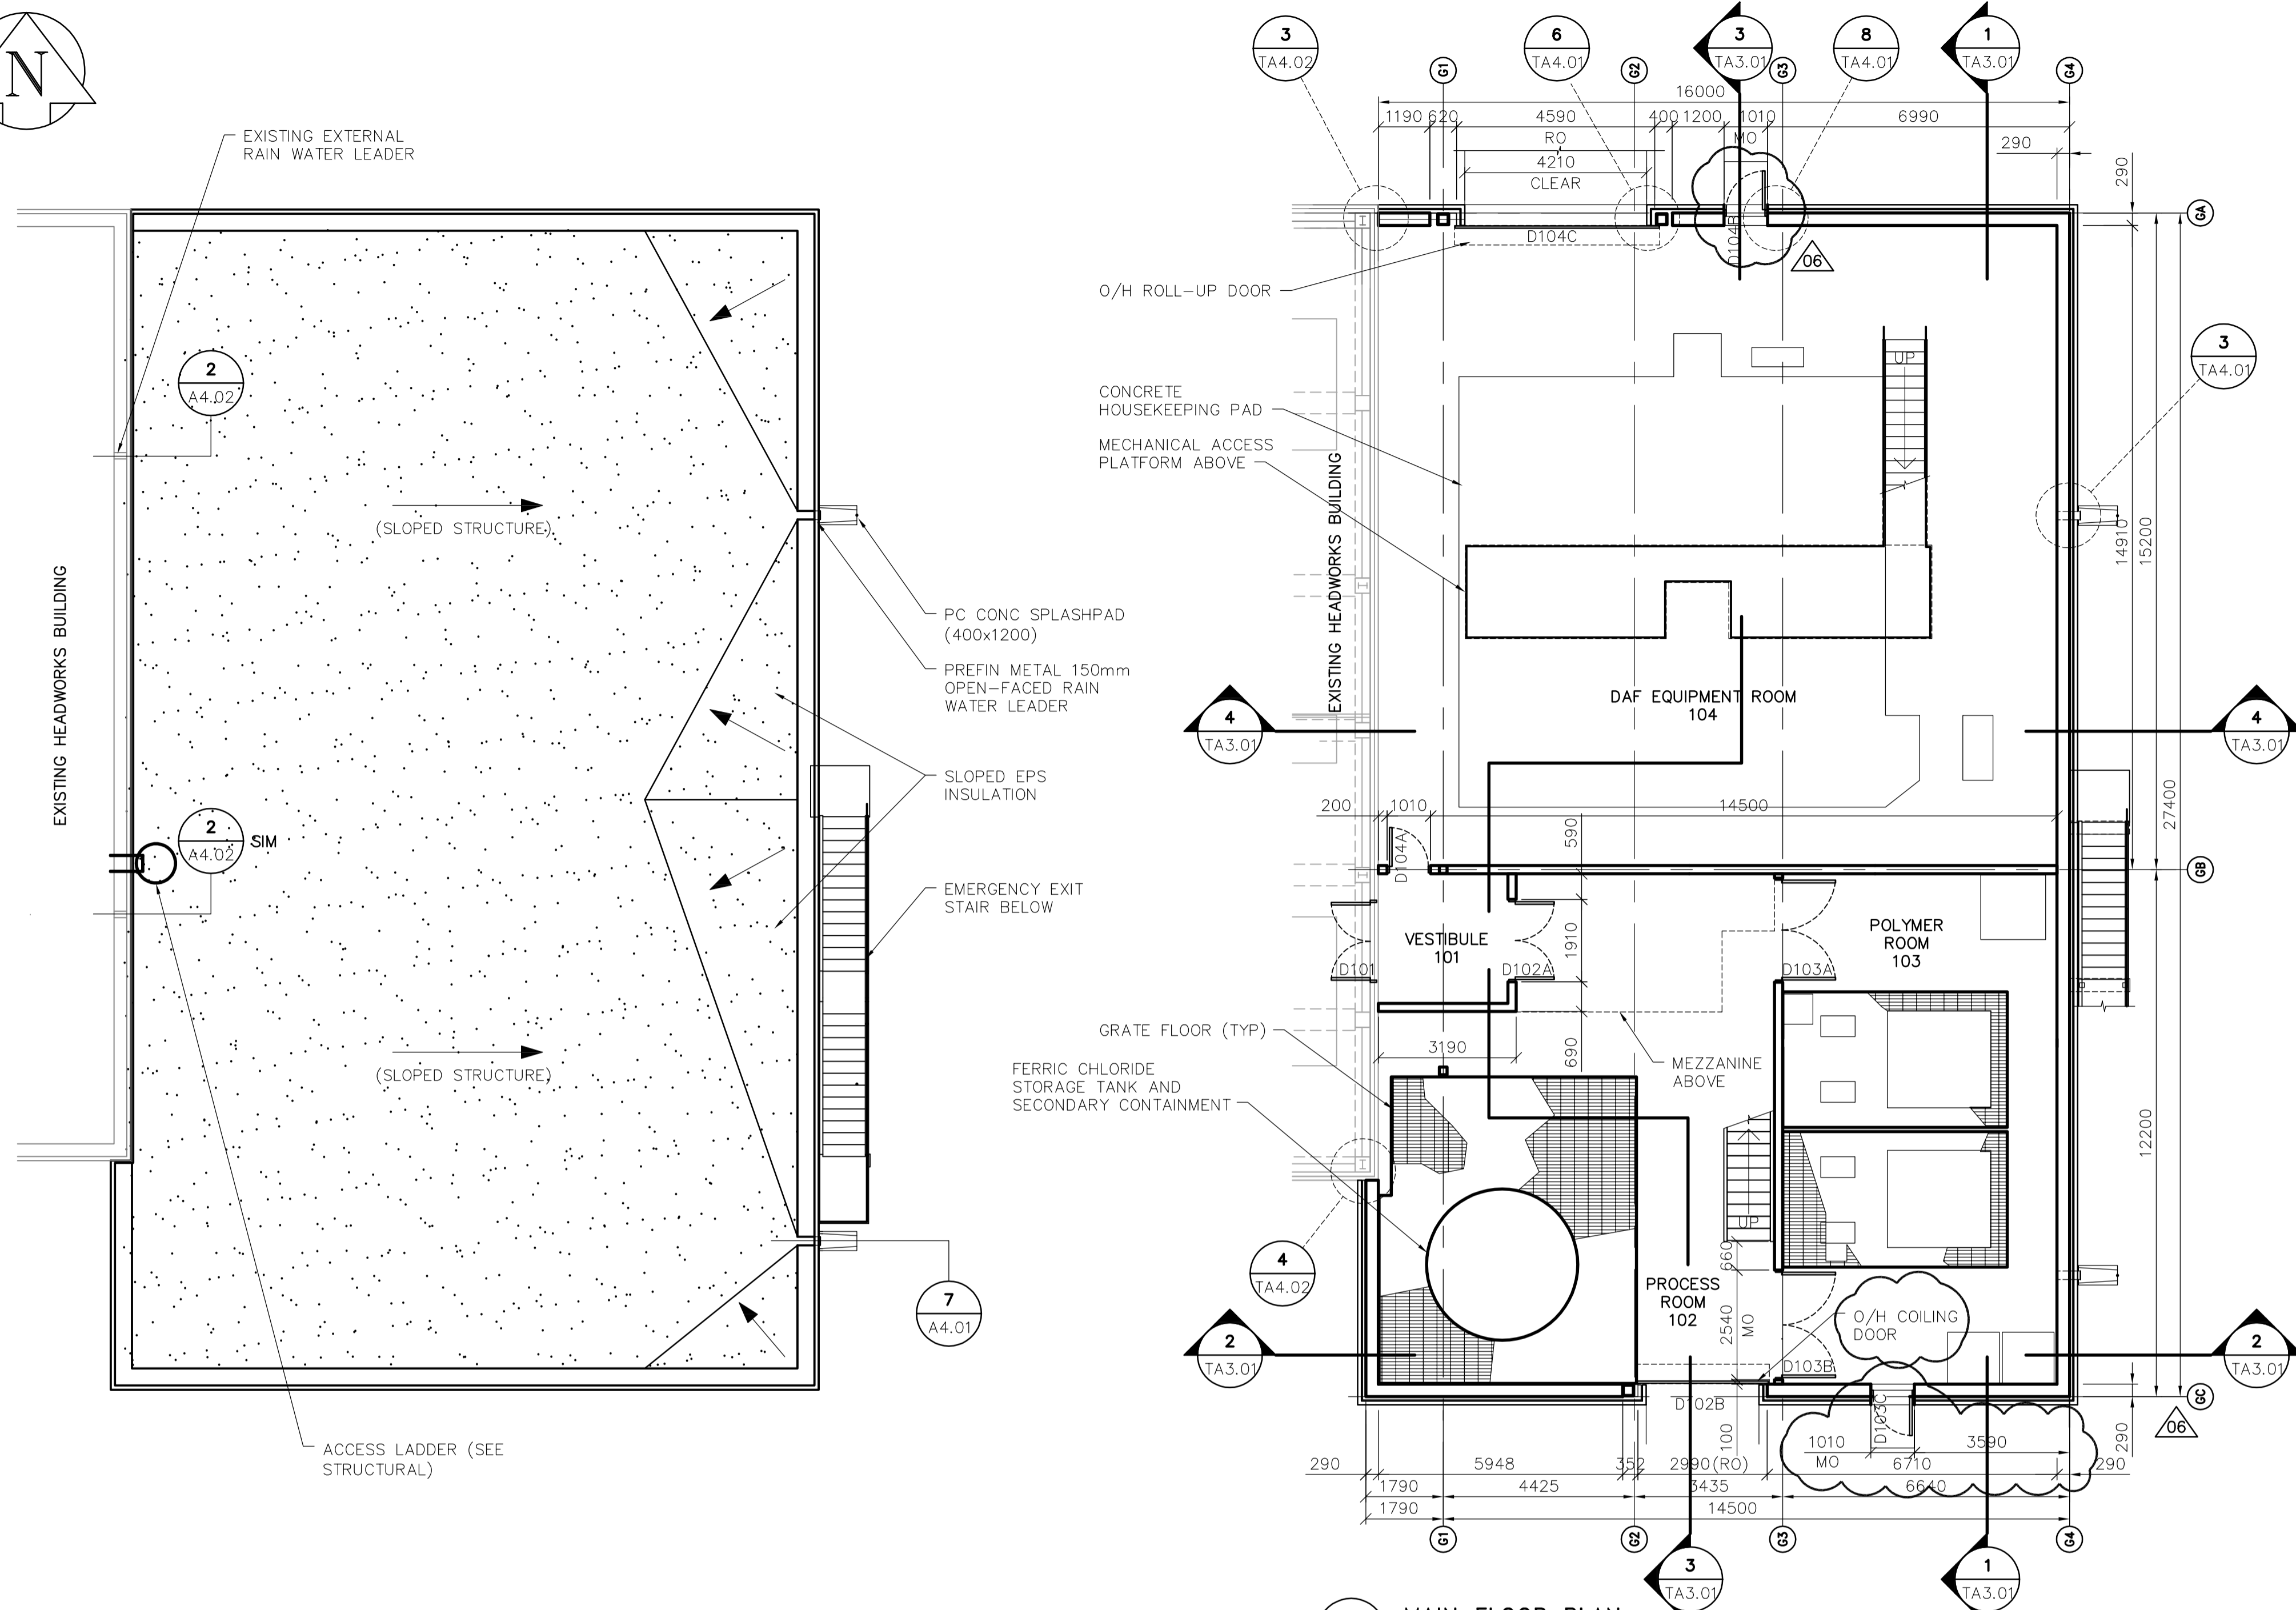 N
EXISTING EXTERNAL
RAIN WATER LEADER
2
A4.02
(SLOPED STRUCTURE)
EXISTING HEADWORKS BUILDING
PC CONC SPLASHPAD
(400x1200)
PREFIN METAL 150mm
OPEN-FACED RAIN
WATER LEADER
SLOPED EPS
INSULATION
2
A4.02
SIM
EMERGENCY EXIT
STAIR BELOW
(SLOPED STRUCTURE)
7
A4.01
ACCESS LADDER (SEE
STRUCTURAL)
3
TA4.02
6
TA4.01
3
TA3.01
8
TA4.01
1
TA3.01
G1
G2
G3
G4
16000
1190
620
4590
400
1200
1010
6990
RO
MO
290
4210
CLEAR
290
GA
D104C
D104B
06
O/H ROLL-UP DOOR
3
TA4.01
UP
CONCRETE
HOUSEKEEPING PAD
MECHANICAL ACCESS
PLATFORM ABOVE
EXISTING HEADWORKS BUILDING
14910
15200
27400
DAF EQUIPMENT ROOM
104
4
TA3.01
4
TA3.01
200
1010
14500
590
D104A
GB
VESTIBULE
101
D101
D102A
1910
POLYMER
ROOM
103
D103A
GRATE FLOOR (TYP)
3190
690
MEZZANINE
ABOVE
FERRIC CHLORIDE
STORAGE TANK AND
SECONDARY CONTAINMENT
12200
UP
4
TA4.02
660
PROCESS
ROOM
102
2540
MO
O/H COILING
DOOR
2
TA3.01
2
TA3.01
D103B
D102B
D103C
GC
06
100
1010
MO
3590
290
290
5948
352
2990(RO)
6710
290
1790
4425
3435
6640
1790
14500
G1
G2
G3
G4
3
TA3.01
1
TA3.01
MAIN FLOOR PLAN